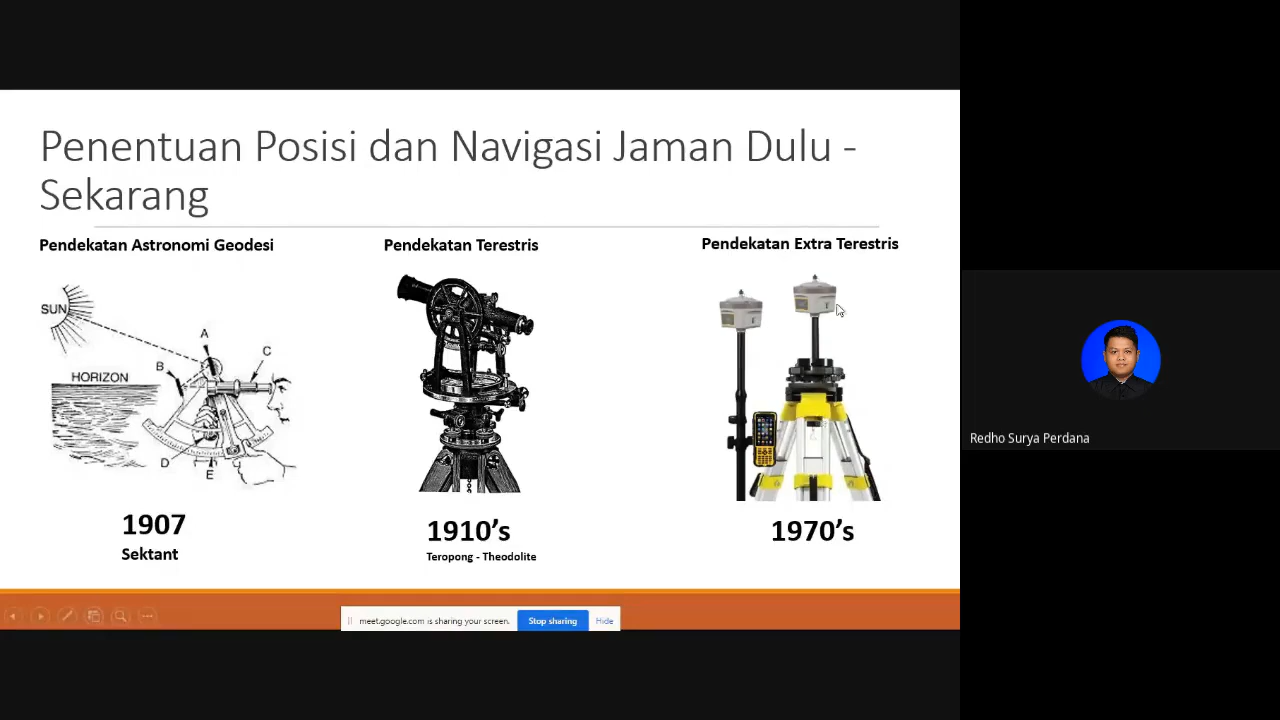 Penentuan Posisi dan Navigasi Jaman Dulu -
Sekarang
Pendekatan Astronomi Geodesi
Pendekatan Terestris
Pendekatan Extra Terestris
SUN
A
B
C
HORIZON
D
E
1907
Sektant
1910’s
Teropong - Theodolite
1970’s
meet.google.com is sharing your screen.
Stop sharing
Hide
Redho Surya Perdana